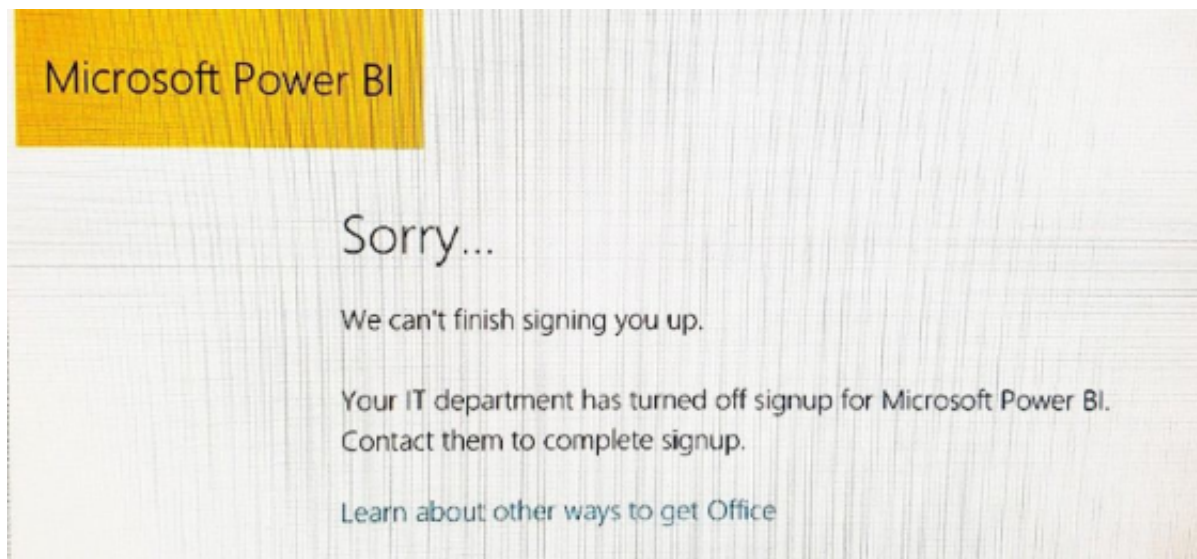 Microsoft Power BI
Sorry...
We can't finish signing you up.
Your IT department has turned off signup for Microsoft Power BI.
Contact them to complete signup.
Learn about other ways to get Office